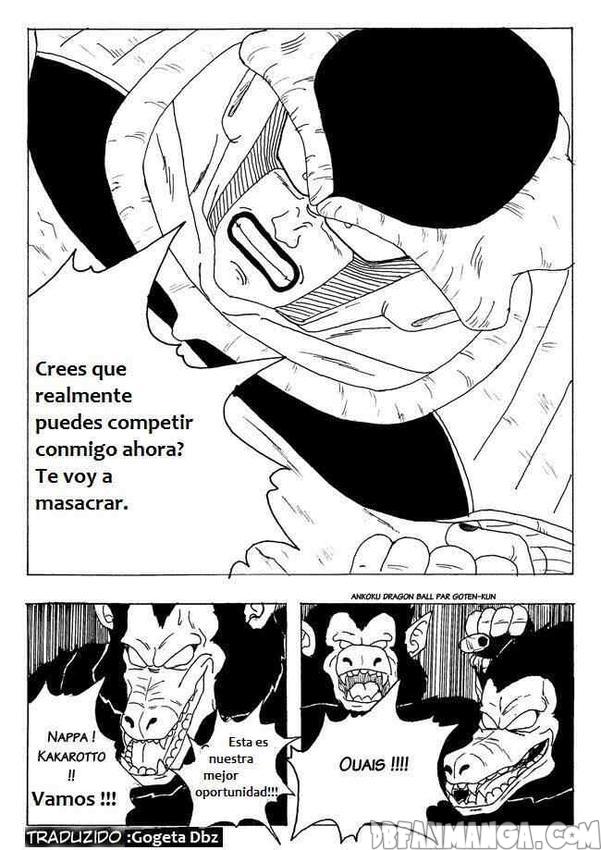 Crees que
realmente
puedes competir
conmigo ahora?
Te voy a
masacrar.
ANKOKU DRAGON BALL PAR GOTEN-KUN
NAPPA !
KAKAROTTO
!!
Vamos !!!
Esta es
nuestra
mejor
oportunidad!!!
OUAIS !!!!
TRADUZIDO :Gogeta Dbz
DBFANMANGA.COM